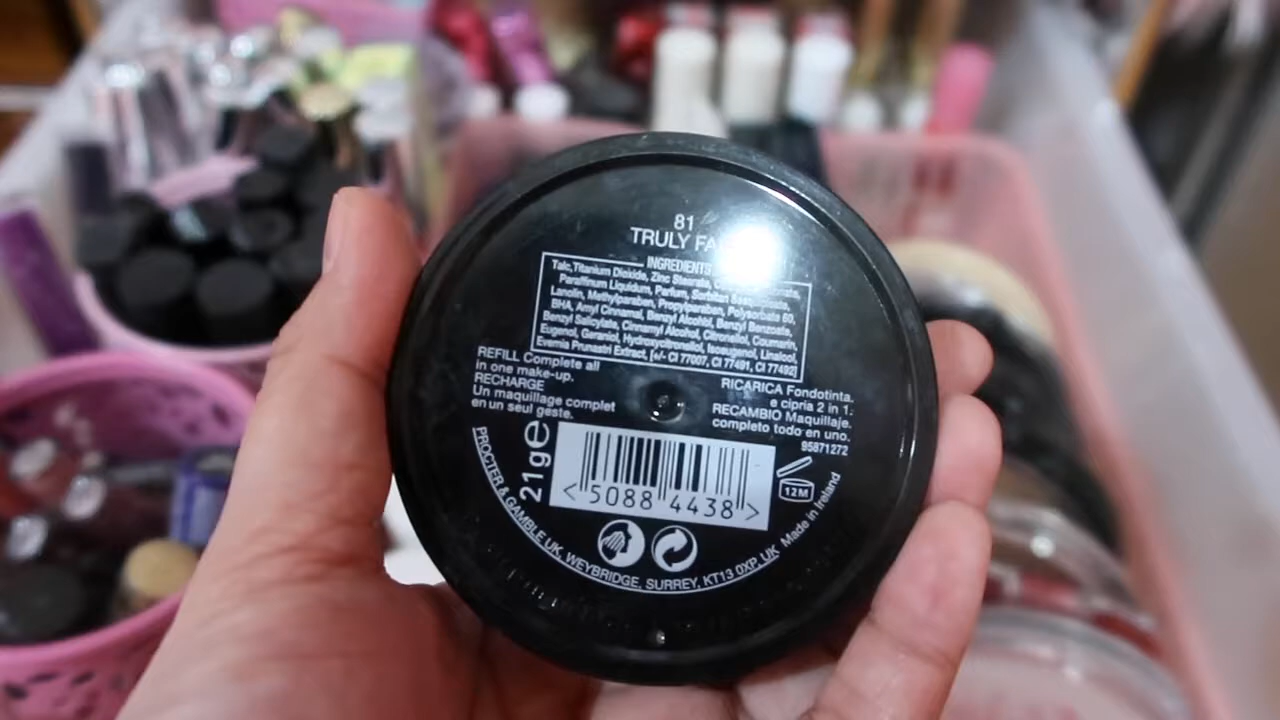 81
TRULY
INGREDIENTS
Talc, Titanium Dioxide, Zinc Stearate,
Paraffinum Liquidum, Parfum, Sorbitan
Lanolin, Methylparaben, Propylparaben, Polysorbate 60,
BHA, Amyl Cinnamal, Benzyl Alcohol, Benzyl Benzoate,
Benzyl Salicylate, Cinnamyl Alcohol, Citronellol, Coumarin,
Eugenol, Geraniol, Hydroxycitronellol, Isoeugenol, Linalool,
Evernia Prunastri Extract, [+/- CI 77007, CI 77491, CI 77492]
REFILL Complete all
in one make-up.
RECHARGE
Un maquillage complet
en un seul geste.
RICARICA Fondotinta.
e cipria 2 in 1.
RECAMBIO Maquillaje.
completo todo en uno.
95871272
21g e
<5088 4438>
12M
PROCTER & GAMBLE UK, WEYBRIDGE, SURREY, KT13 0XP, UK Made in Ireland